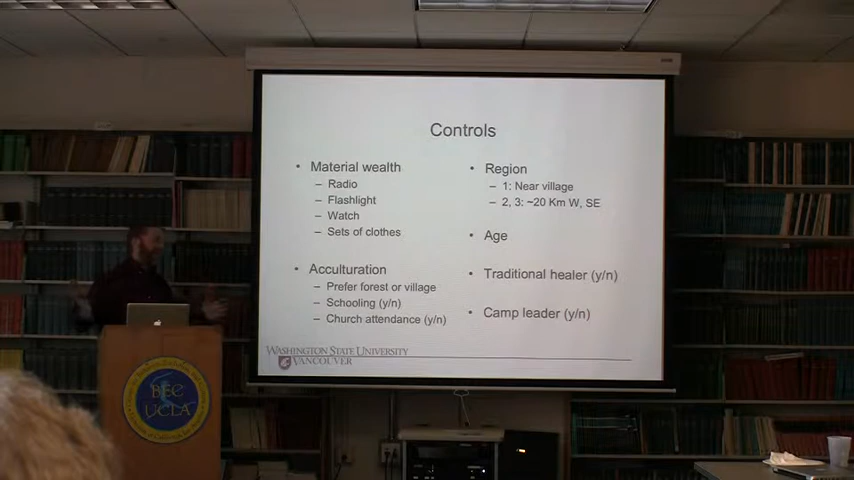 Controls
• Material wealth
– Radio
– Flashlight
– Watch
– Sets of clothes
• Acculturation
– Prefer forest or village
– Schooling (y/n)
– Church attendance (y/n)
• Region
– 1: Near village
– 2, 3: ~20 Km W, SE
• Age
• Traditional healer (y/n)
• Camp leader (y/n)
WASHINGTON STATE UNIVERSITY
VANCOUVER
BEC
UCLA